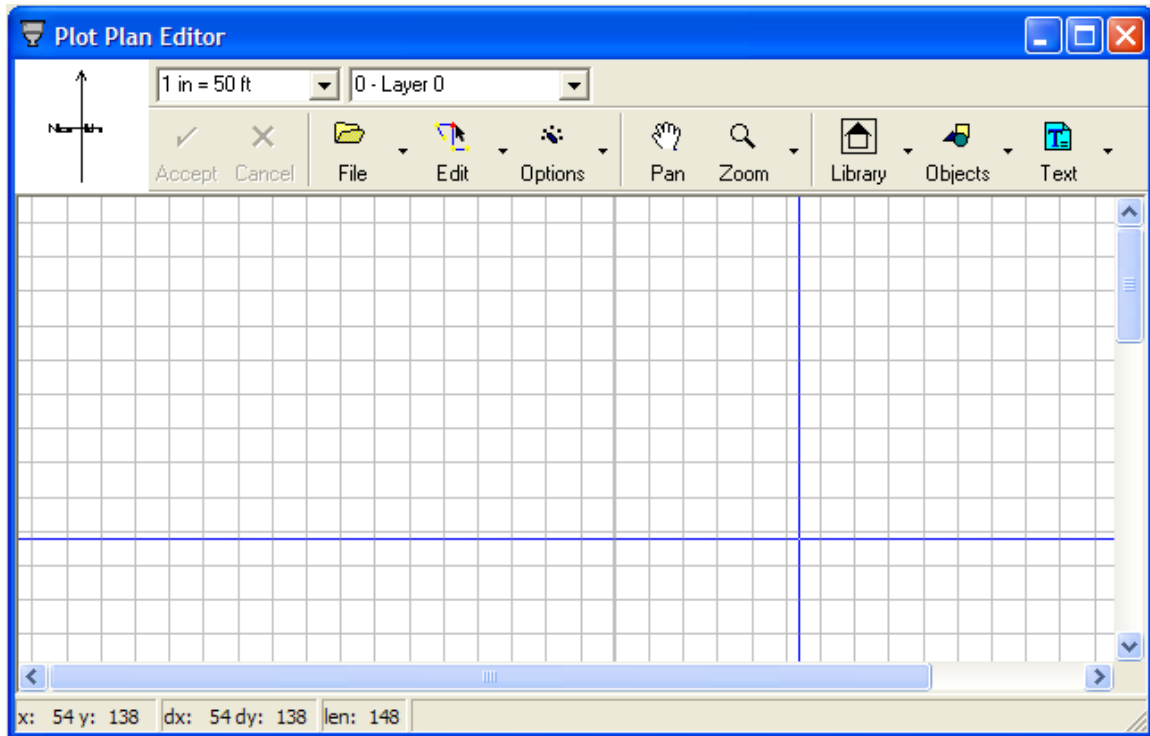 Plot Plan Editor
1 in = 50 ft 0 - Layer 0
North
Accept Cancel File Edit Options Pan Zoom Library Objects Text
x: 54 y: 138 dx: 54 dy: 138 len: 148